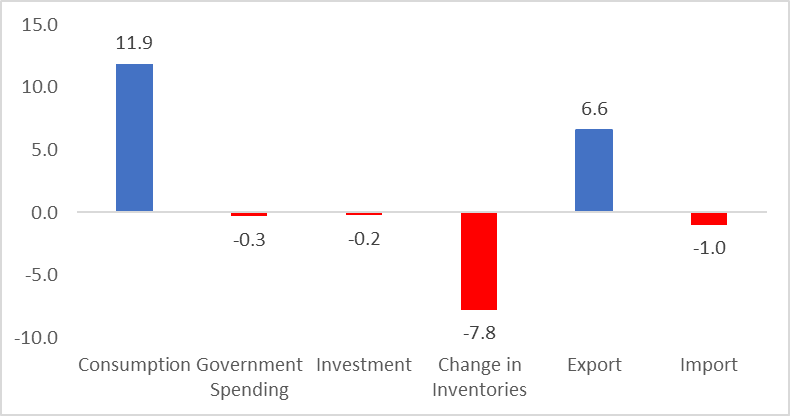 15.0
10.0
5.0
0.0
-5.0
-10.0
11.9
-0.3
-0.2
-7.8
6.6
-1.0
Consumption
Government
Spending
Investment
Change in
Inventories
Export
Import